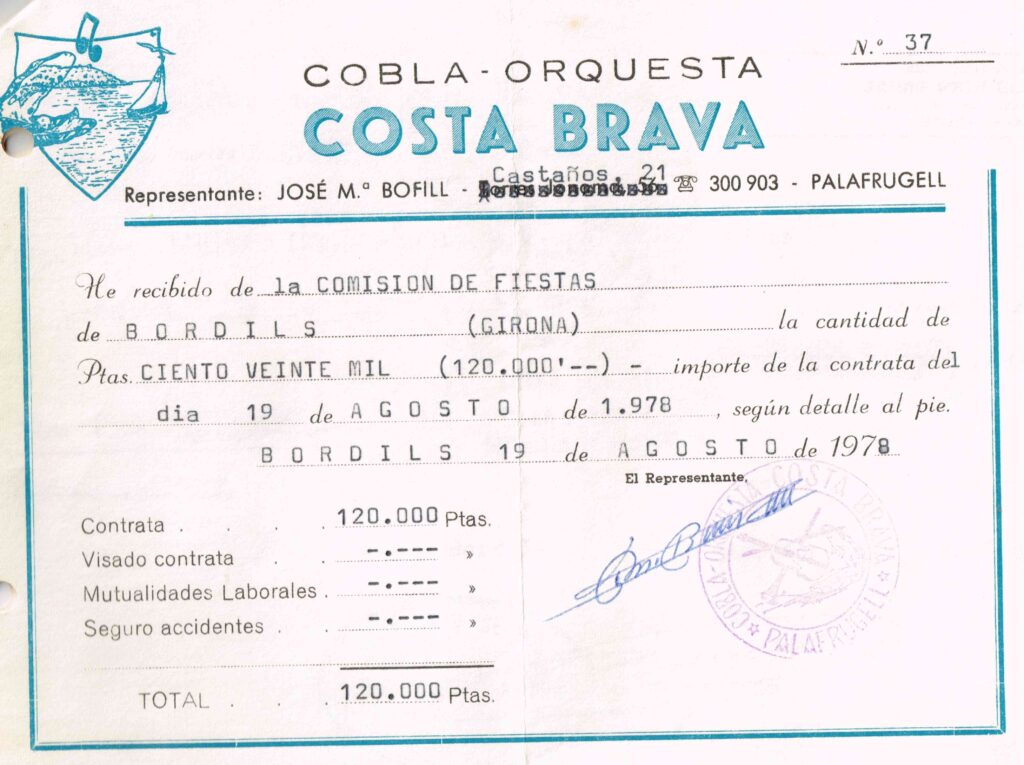 N.º 37
COBLA - ORQUESTA
COSTA BRAVA
Castaños, 21
Representante: JOSÉ M.ª BOFILL - ☏ 300 903 - PALAFRUGELL
He recibido de la COMISION DE FIESTAS
de B O R D I L S (GIRONA) la cantidad de
Ptas. CIENTO VEINTE MIL (120.000'--) - importe de la contrata del
dia 19 de A G O S T O de 1.978, según detalle al pie.
B O R D I L S 19 de A G O S T O de 1978
El Representante,
Contrata . . . . 120.000 Ptas.
Visado contrata . . -.--- »
Mutualidades Laborales . -.--- »
Seguro accidentes . . -.--- »
TOTAL . . . 120.000 Ptas.
COBLA-ORQUESTA COSTA BRAVA
★ PALAFRUGELL ★